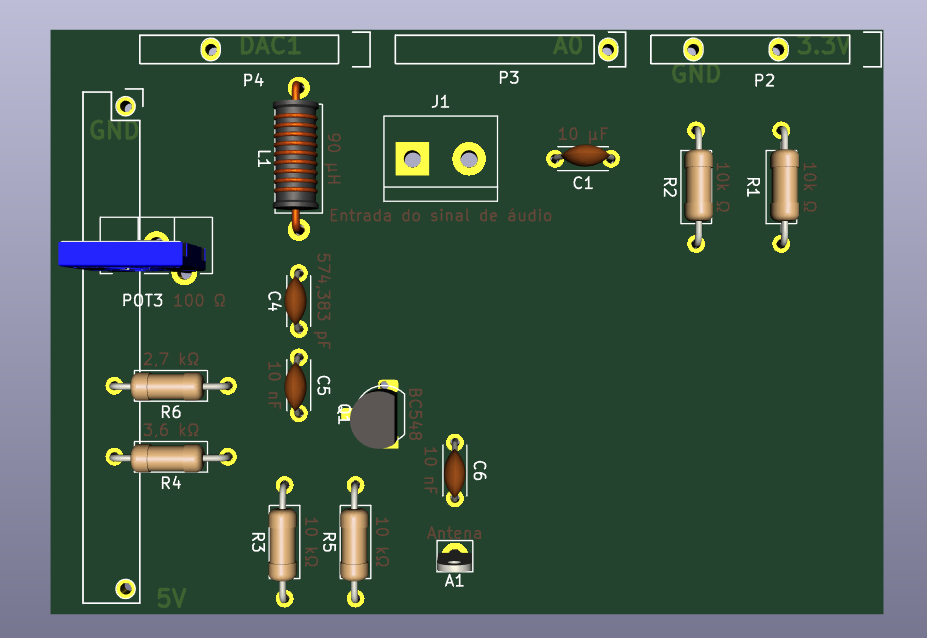 DAC1
A0
3.3V
P4
P3
GND
P2
J1
GND
10 µF
90 µH
L1
C1
R2
10k Ω
R1
10k Ω
Entrada do sinal de áudio
574,383 pF
C4
POT3 100 Ω
2,7 kΩ
R6
10 nF
C5
Q1
BC548
3,6 kΩ
R4
10 nF
C6
R3
10 kΩ
R5
10 kΩ
Antena
A1
5V